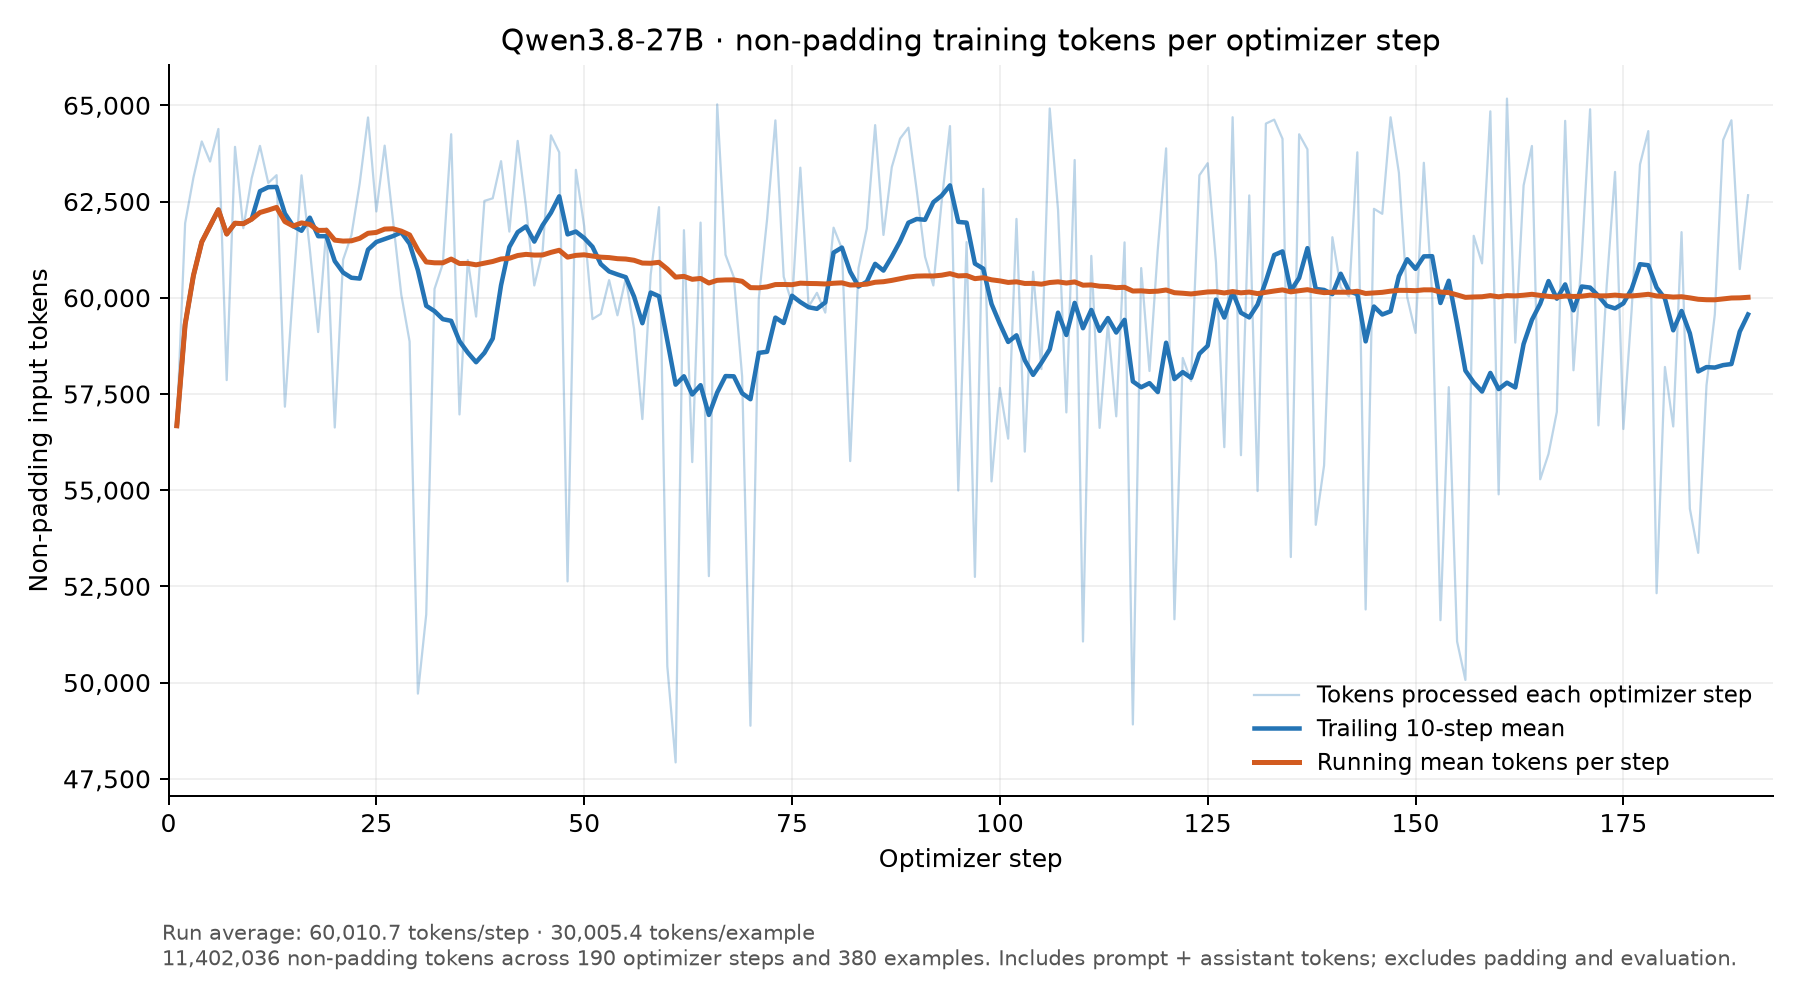 Qwen3.8-27B · non-padding training tokens per optimizer step
Non-padding input tokens
65,000
62,500
60,000
57,500
55,000
52,500
50,000
47,500
0
25
50
75
100
125
150
175
Optimizer step
Tokens processed each optimizer step
Trailing 10-step mean
Running mean tokens per step
Run average: 60,010.7 tokens/step · 30,005.4 tokens/example
11,402,036 non-padding tokens across 190 optimizer steps and 380 examples. Includes prompt + assistant tokens; excludes padding and evaluation.